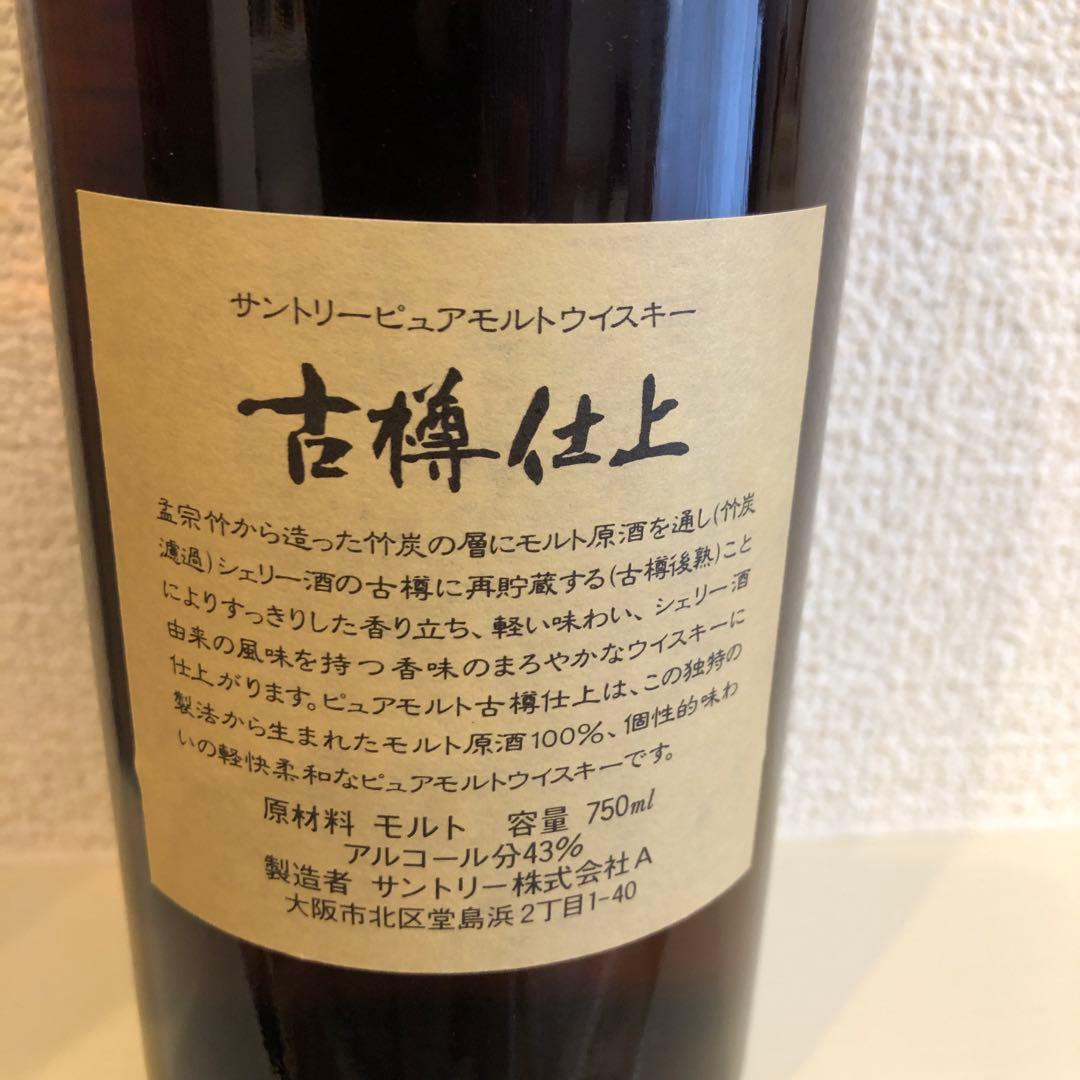 サントリーピュアモルトウイスキー
古樽仕上
孟宗竹から造った竹炭の層にモルト原酒を通し(竹炭
濾過)シェリー酒の古樽に再貯蔵する(古樽後熟)こと
によりすっきりした香り立ち、軽い味わい、シェリー酒
由来の風味を持つ香味のまろやかなウイスキーに
仕上がります。ピュアモルト古樽仕上は、この独特の
製法から生まれたモルト原酒100%、個性的味わ
いの軽快柔和なピュアモルトウイスキーです。
原材料 モルト 容量 750ml
アルコール分43%
製造者 サントリー株式会社A
大阪市北区堂島浜2丁目1-40